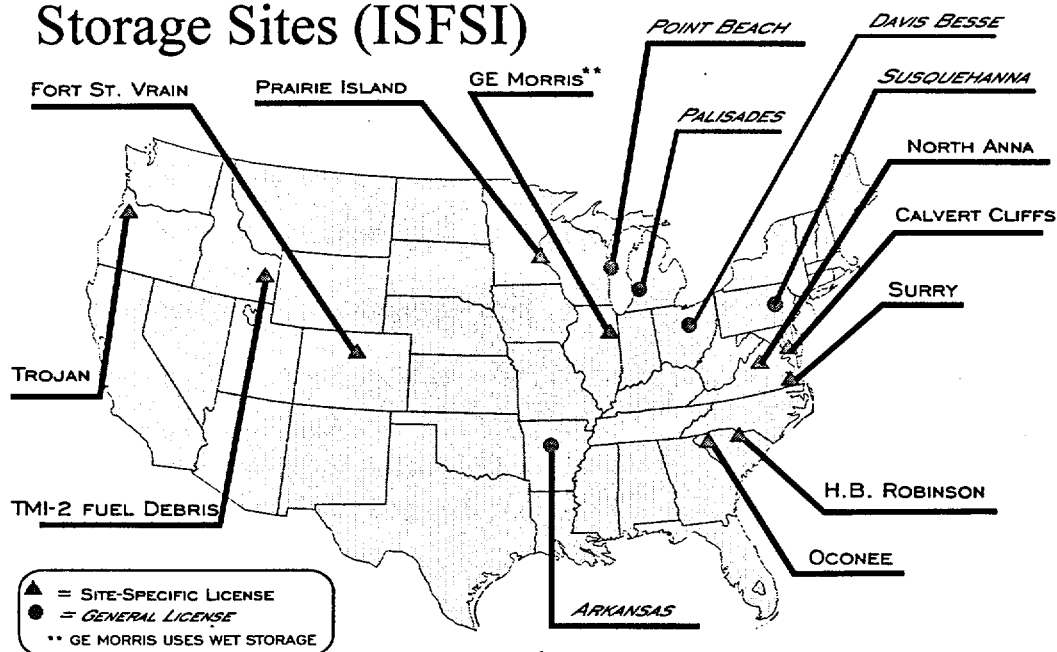 Storage Sites (ISFSI)
POINT BEACH
DAVIS BESSE
FORT ST. VRAIN
PRAIRIE ISLAND
GE MORRIS**
SUSQUEHANNA
PALISADES
NORTH ANNA
CALVERT CLIFFS
SURRY
TROJAN
TMI-2 FUEL DEBRIS
H.B. ROBINSON
OCONEE
ARKANSAS
= SITE-SPECIFIC LICENSE
= GENERAL LICENSE
** GE MORRIS USES WET STORAGE